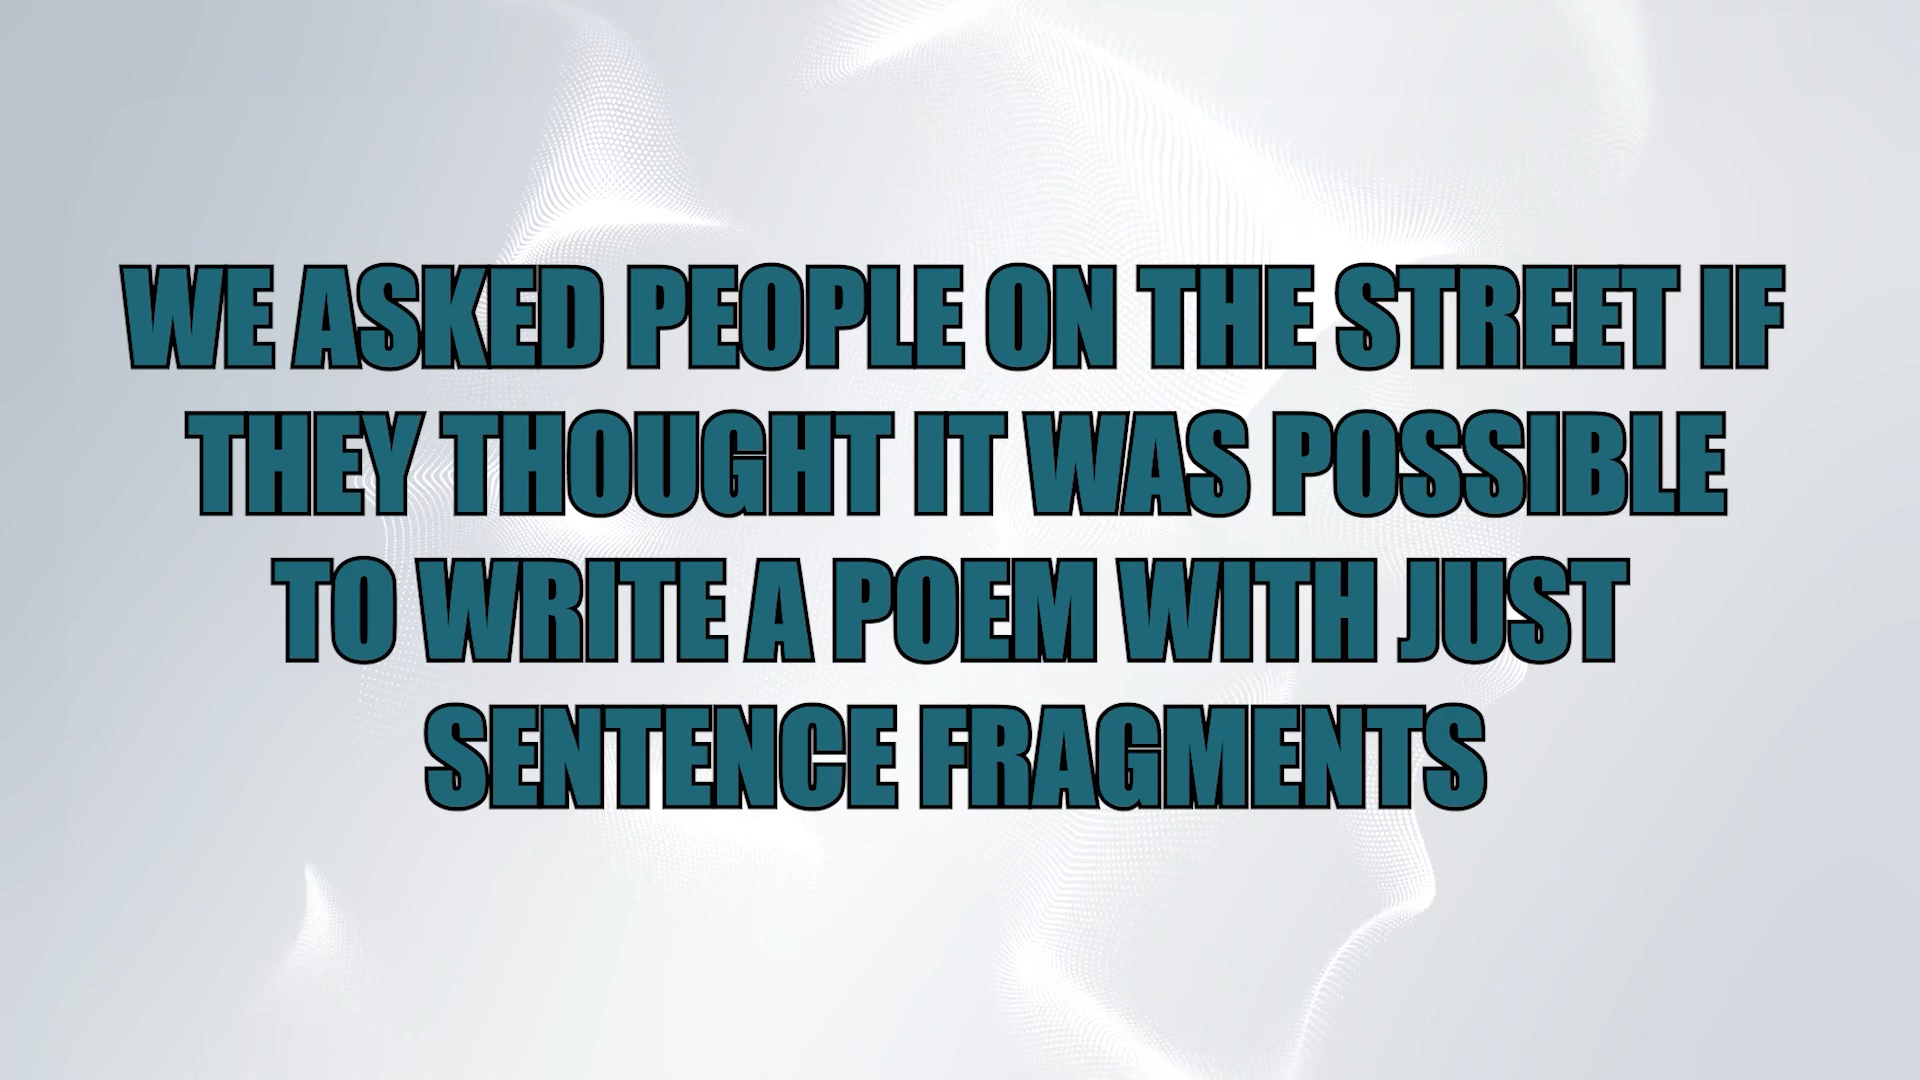 WE ASKED PEOPLE ON THE STREET IF
THEY THOUGHT IT WAS POSSIBLE
TO WRITE A POEM WITH JUST
SENTENCE FRAGMENTS